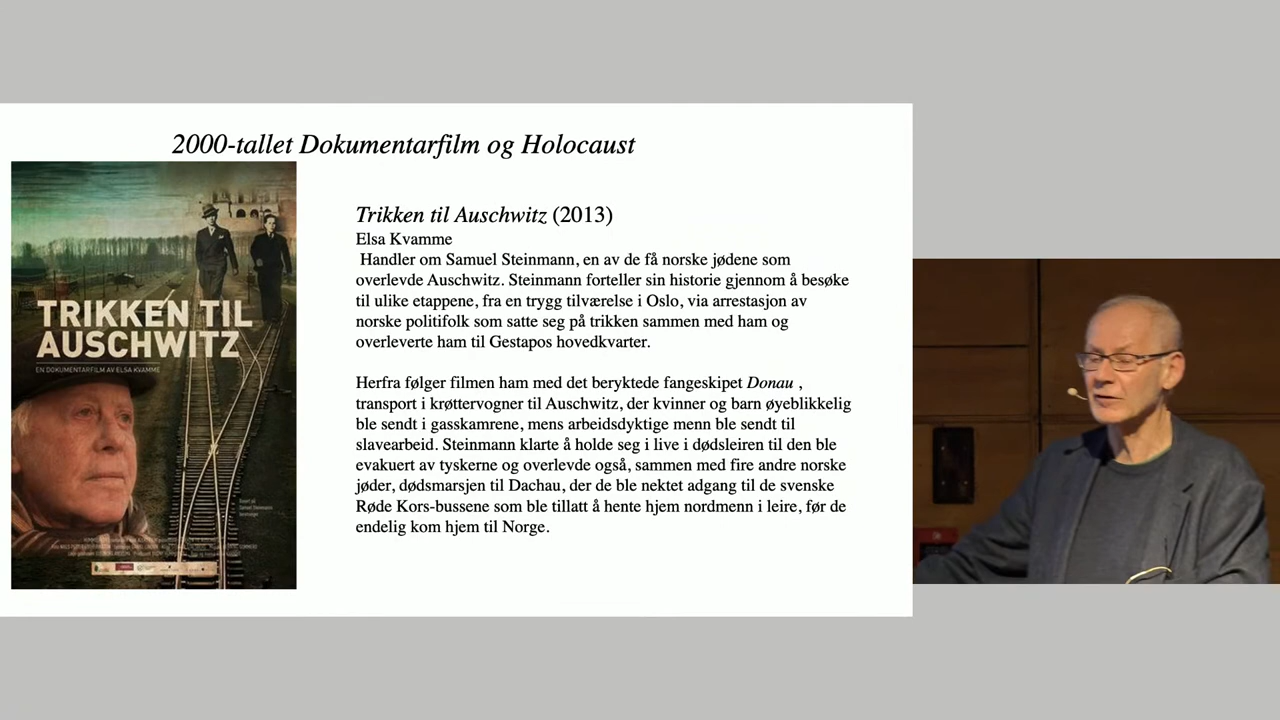 2000-tallet Dokumentarfilm og Holocaust
TRIKKEN TIL
AUSCHWITZ
EN DOKUMENTARFILM AV ELSA KVAMME
Trikken til Auschwitz (2013)
Elsa Kvamme
Handler om Samuel Steinmann, en av de få norske jødene som
overlevde Auschwitz. Steinmann forteller sin historie gjennom å besøke
til ulike etappene, fra en trygg tilværelse i Oslo, via arrestasjon av
norske politifolk som satte seg på trikken sammen med ham og
overleverte ham til Gestapos hovedkvarter.
Herfra følger filmen ham med det beryktede fangeskipet Donau ,
transport i krøttervogner til Auschwitz, der kvinner og barn øyeblikkelig
ble sendt i gasskamrene, mens arbeidsdyktige menn ble sendt til
slavearbeid. Steinmann klarte å holde seg i live i dødsleiren til den ble
evakuert av tyskerne og overlevde også, sammen med fire andre norske
jøder, dødsmarsjen til Dachau, der de ble nektet adgang til de svenske
Røde Kors-bussene som ble tillatt å hente hjem nordmenn i leire, før de
endelig kom hjem til Norge.